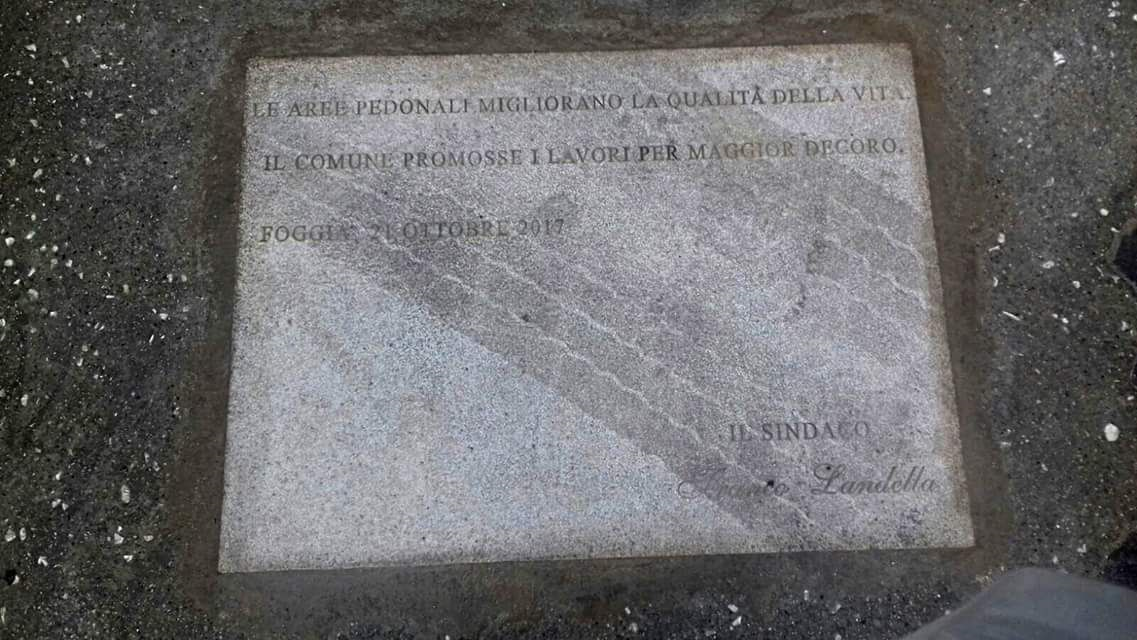 LE AREE PEDONALI MIGLIORANO LA QUALITÀ DELLA VITA.
IL COMUNE PROMOSSE I LAVORI PER MAGGIOR DECORO.
FOGGIA, 21 OTTOBRE 2017
IL SINDACO
Franco Landella